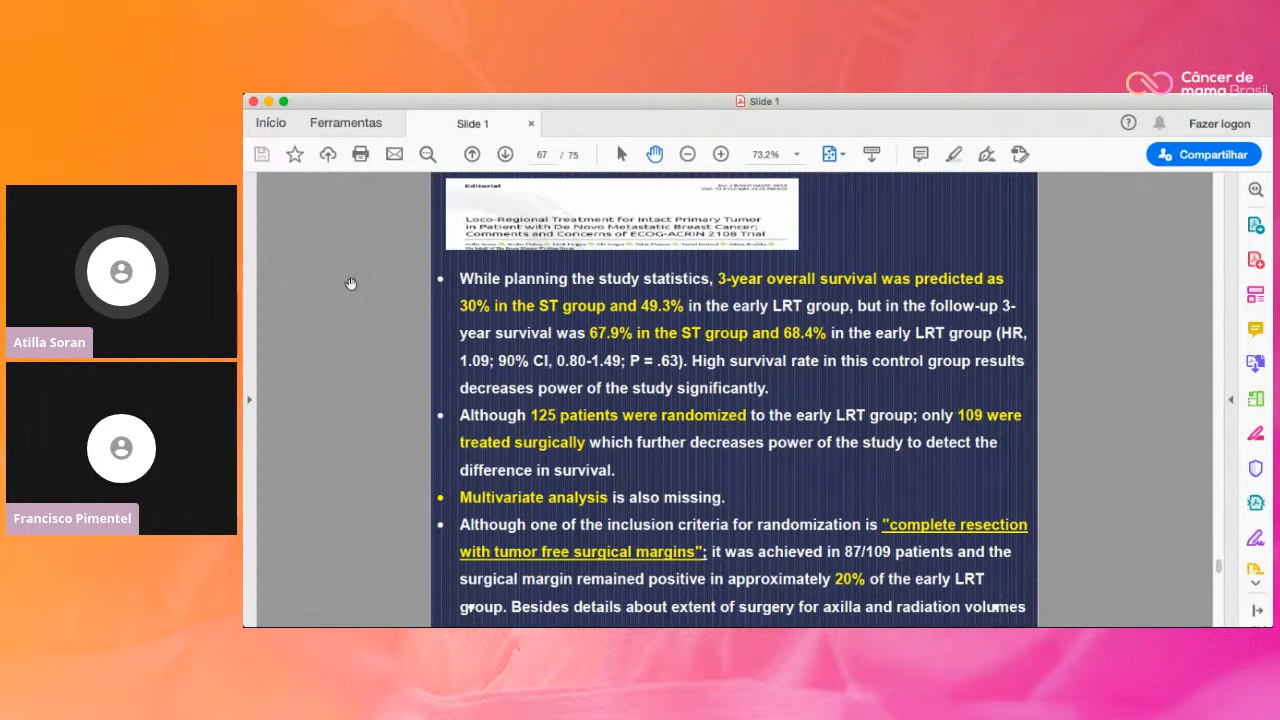 Câncer de
mama Brasil
Slide 1
Início
Ferramentas
Slide 1
Fazer logon
67 / 75
73,2%
Compartilhar
Editorial
Loco-Regional Treatment for Intact Primary Tumor
in Patient with De Novo Metastatic Breast Cancer;
Comments and Concerns of ECOG-ACRIN 2108 Trial
• While planning the study statistics, 3-year overall survival was predicted as
30% in the ST group and 49.3% in the early LRT group, but in the follow-up 3-
year survival was 67.9% in the ST group and 68.4% in the early LRT group (HR,
1.09; 90% CI, 0.80-1.49; P = .63). High survival rate in this control group results
decreases power of the study significantly.
• Although 125 patients were randomized to the early LRT group; only 109 were
treated surgically which further decreases power of the study to detect the
difference in survival.
• Multivariate analysis is also missing.
• Although one of the inclusion criteria for randomization is "complete resection
with tumor free surgical margins"; it was achieved in 87/109 patients and the
surgical margin remained positive in approximately 20% of the early LRT
group. Besides details about extent of surgery for axilla and radiation volumes
Atilla Soran
Francisco Pimentel